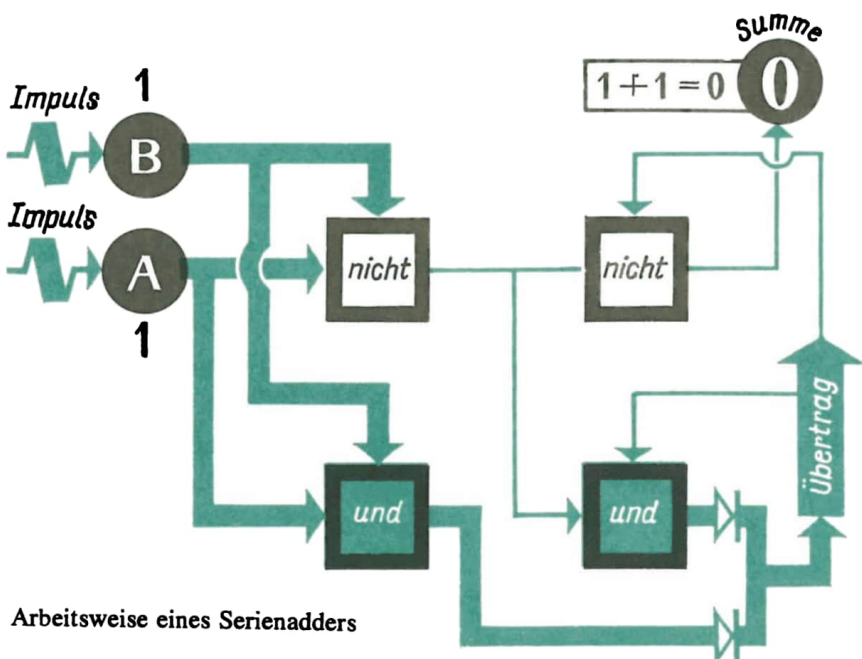 Summe
1+1=0 0
1
Impuls
B
Impuls
A
1
nicht
nicht
und
und
Übertrag
Arbeitsweise eines Serienadders